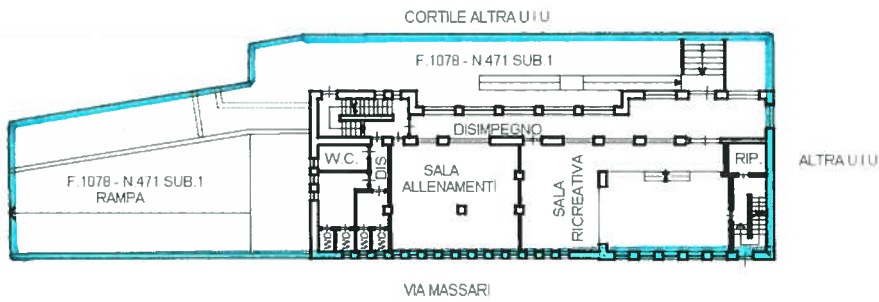 CORTILE ALTRA U I U
F.1078 - N 471 SUB.1
DISIMPEGNO
W.C.
DIS
SALA
ALLENAMENTI
SALA
RICREATIVA
RIP.
ALTRA U I U
F.1078 - N 471 SUB.1
RAMPA
WC
WC
WC
WC
VIA MASSARI